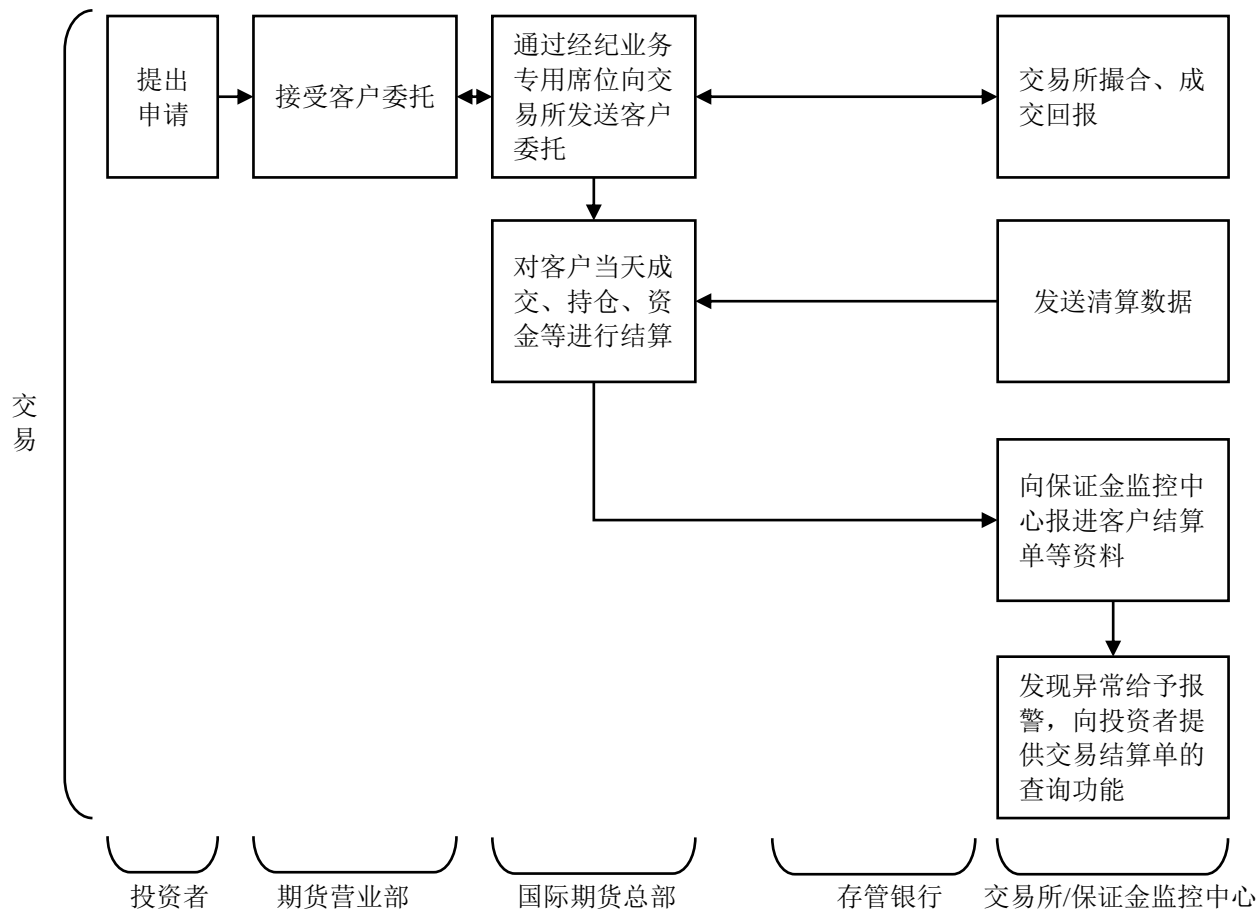 提出
申请
接受客户委托
通过经纪业务
专用席位向交
易所发送客户
委托
交易所撮合、成
交回报
对客户当天成
交、持仓、资
金等进行结算
发送清算数据
交
易
向保证金监控中
心报进客户结算
单等资料
发现异常给予报
警，向投资者提
供交易结算单的
查询功能
投资者
期货营业部
国际期货总部
存管银行
交易所/保证金监控中心